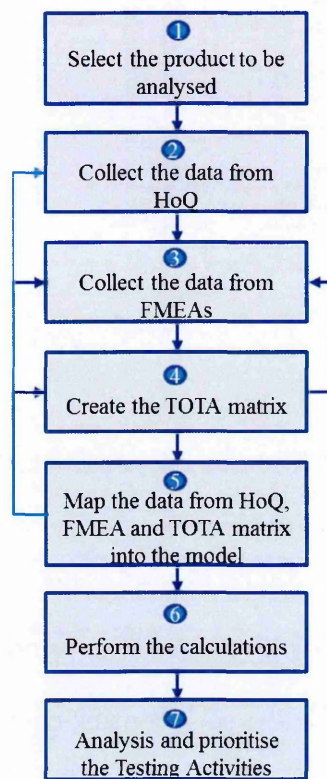 1
Select the product to be
analysed
2
Collect the data from
HoQ
3
Collect the data from
FMEAs
4
Create the TOTA matrix
5
Map the data from HoQ,
FMEA and TOTA matrix
into the model
6
Perform the calculations
7
Analysis and prioritise
the Testing Activities